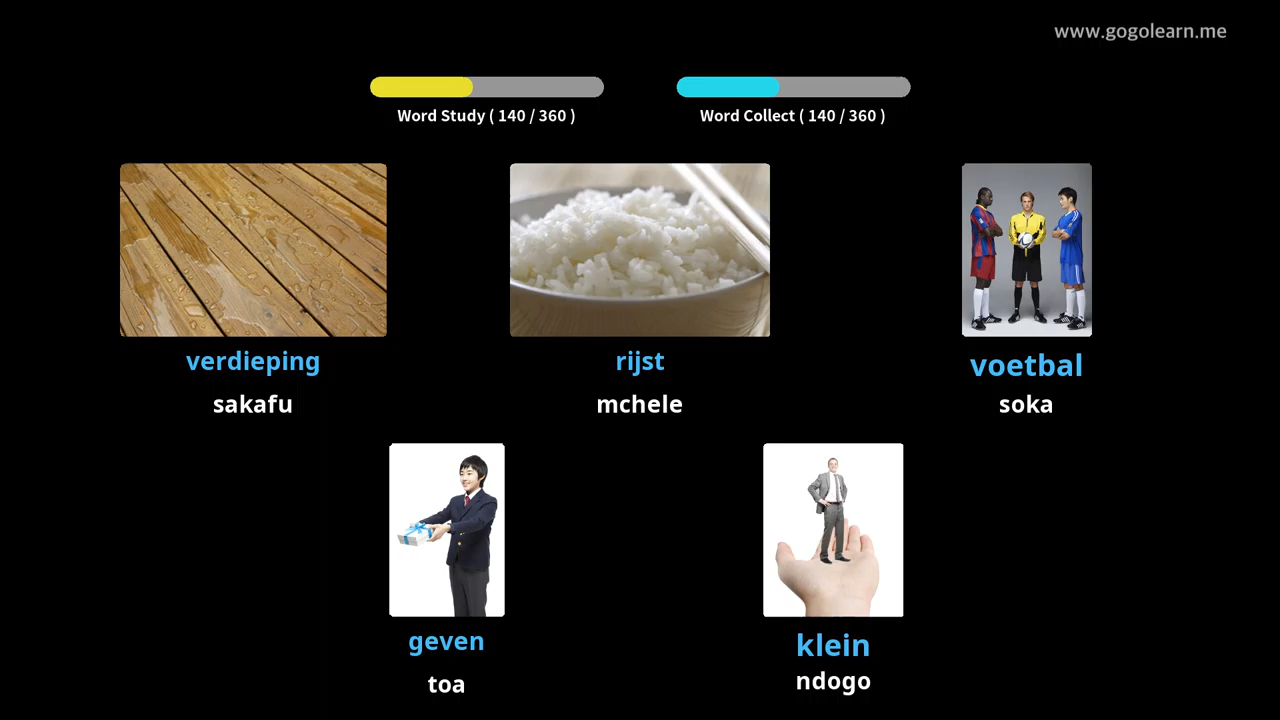 www.gogolearn.me
Word Study ( 140 / 360 )
Word Collect ( 140 / 360 )
verdieping
rijst
voetbal
sakafu
mchele
soka
geven
klein
toa
ndogo